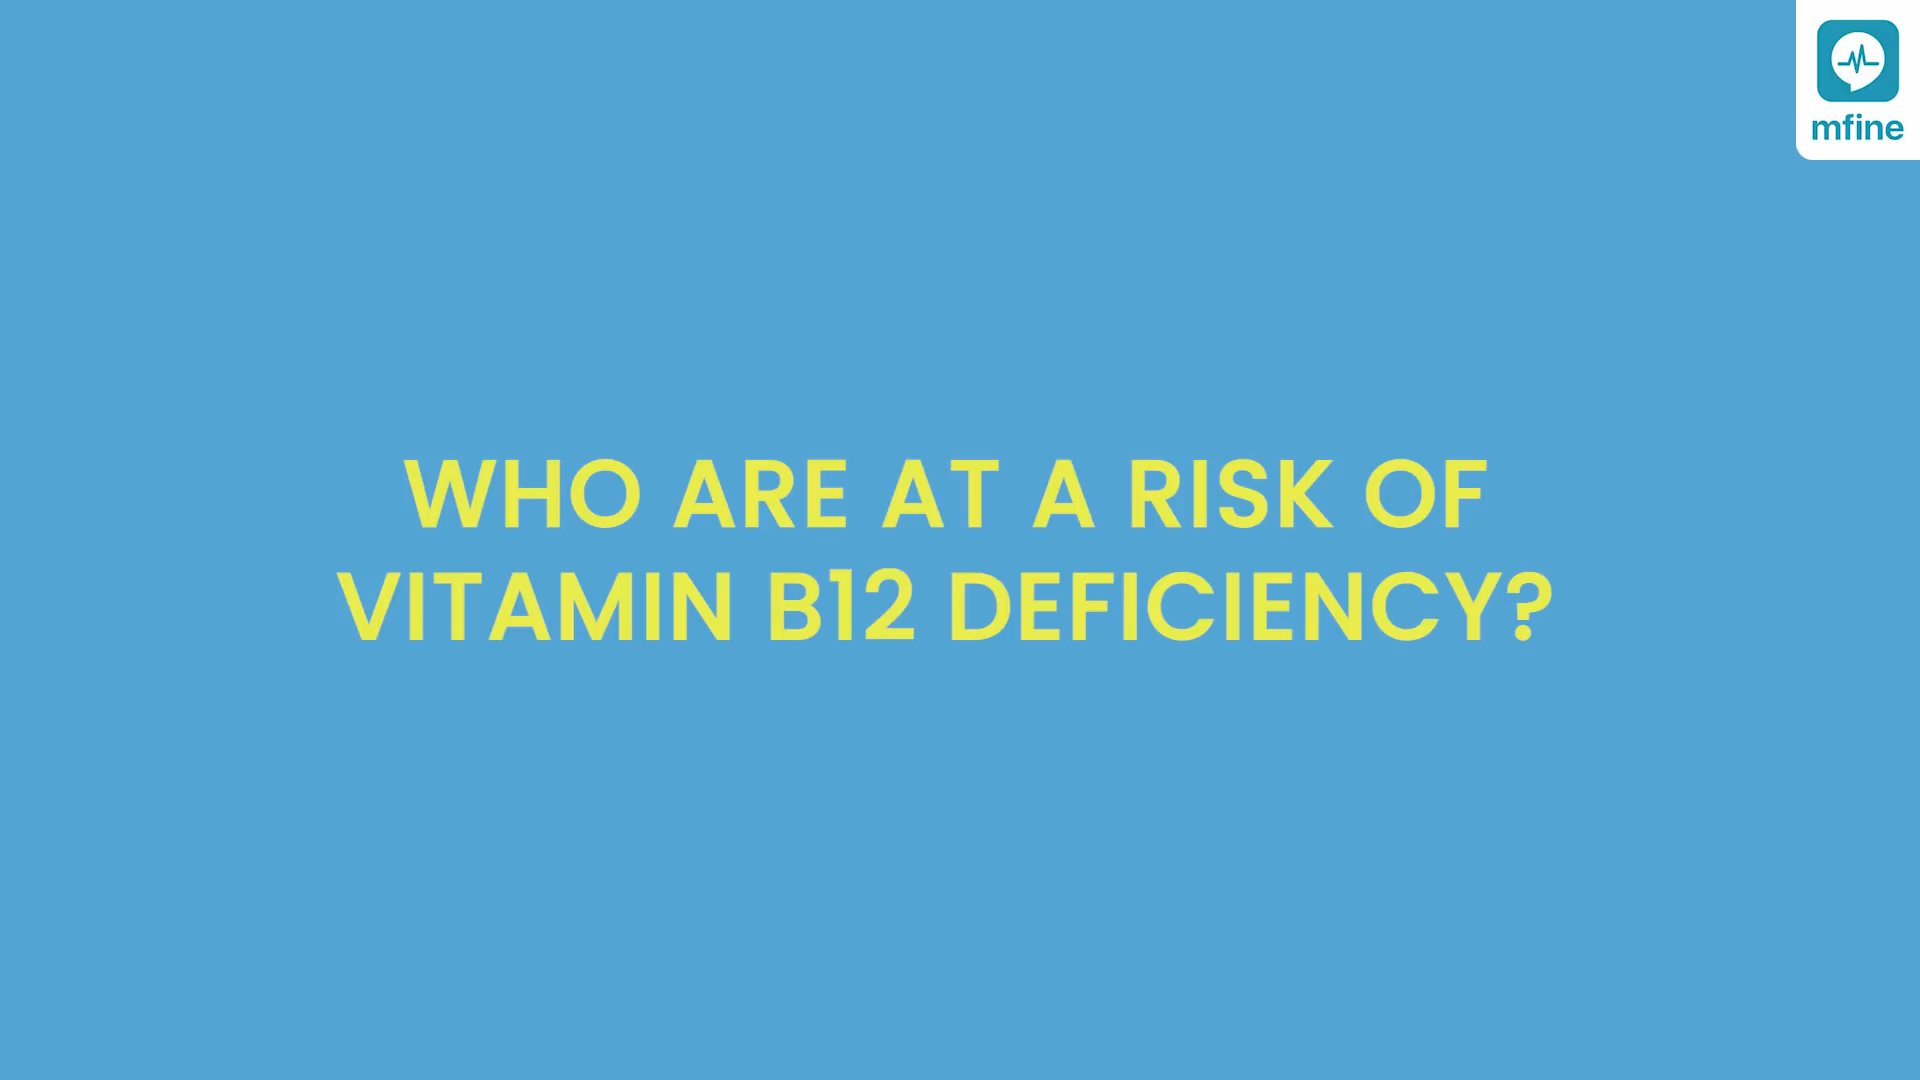 mfine
WHO ARE AT A RISK OF
VITAMIN B12 DEFICIENCY?